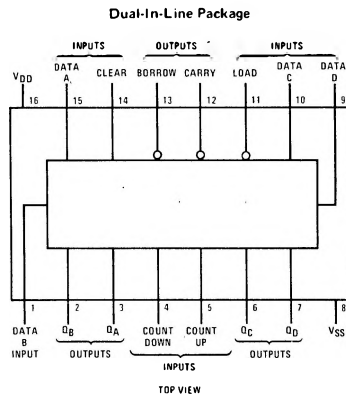 Dual-In-Line Package
INPUTS OUTPUTS INPUTS
VDD DATA A CLEAR BORROW CARRY LOAD DATA C DATA D
16 15 14 13 12 11 10 9
1 2 3 4 5 6 7 8
DATA B INPUT QB QA COUNT DOWN COUNT UP QC QD VSS
OUTPUTS INPUTS OUTPUTS
TOP VIEW